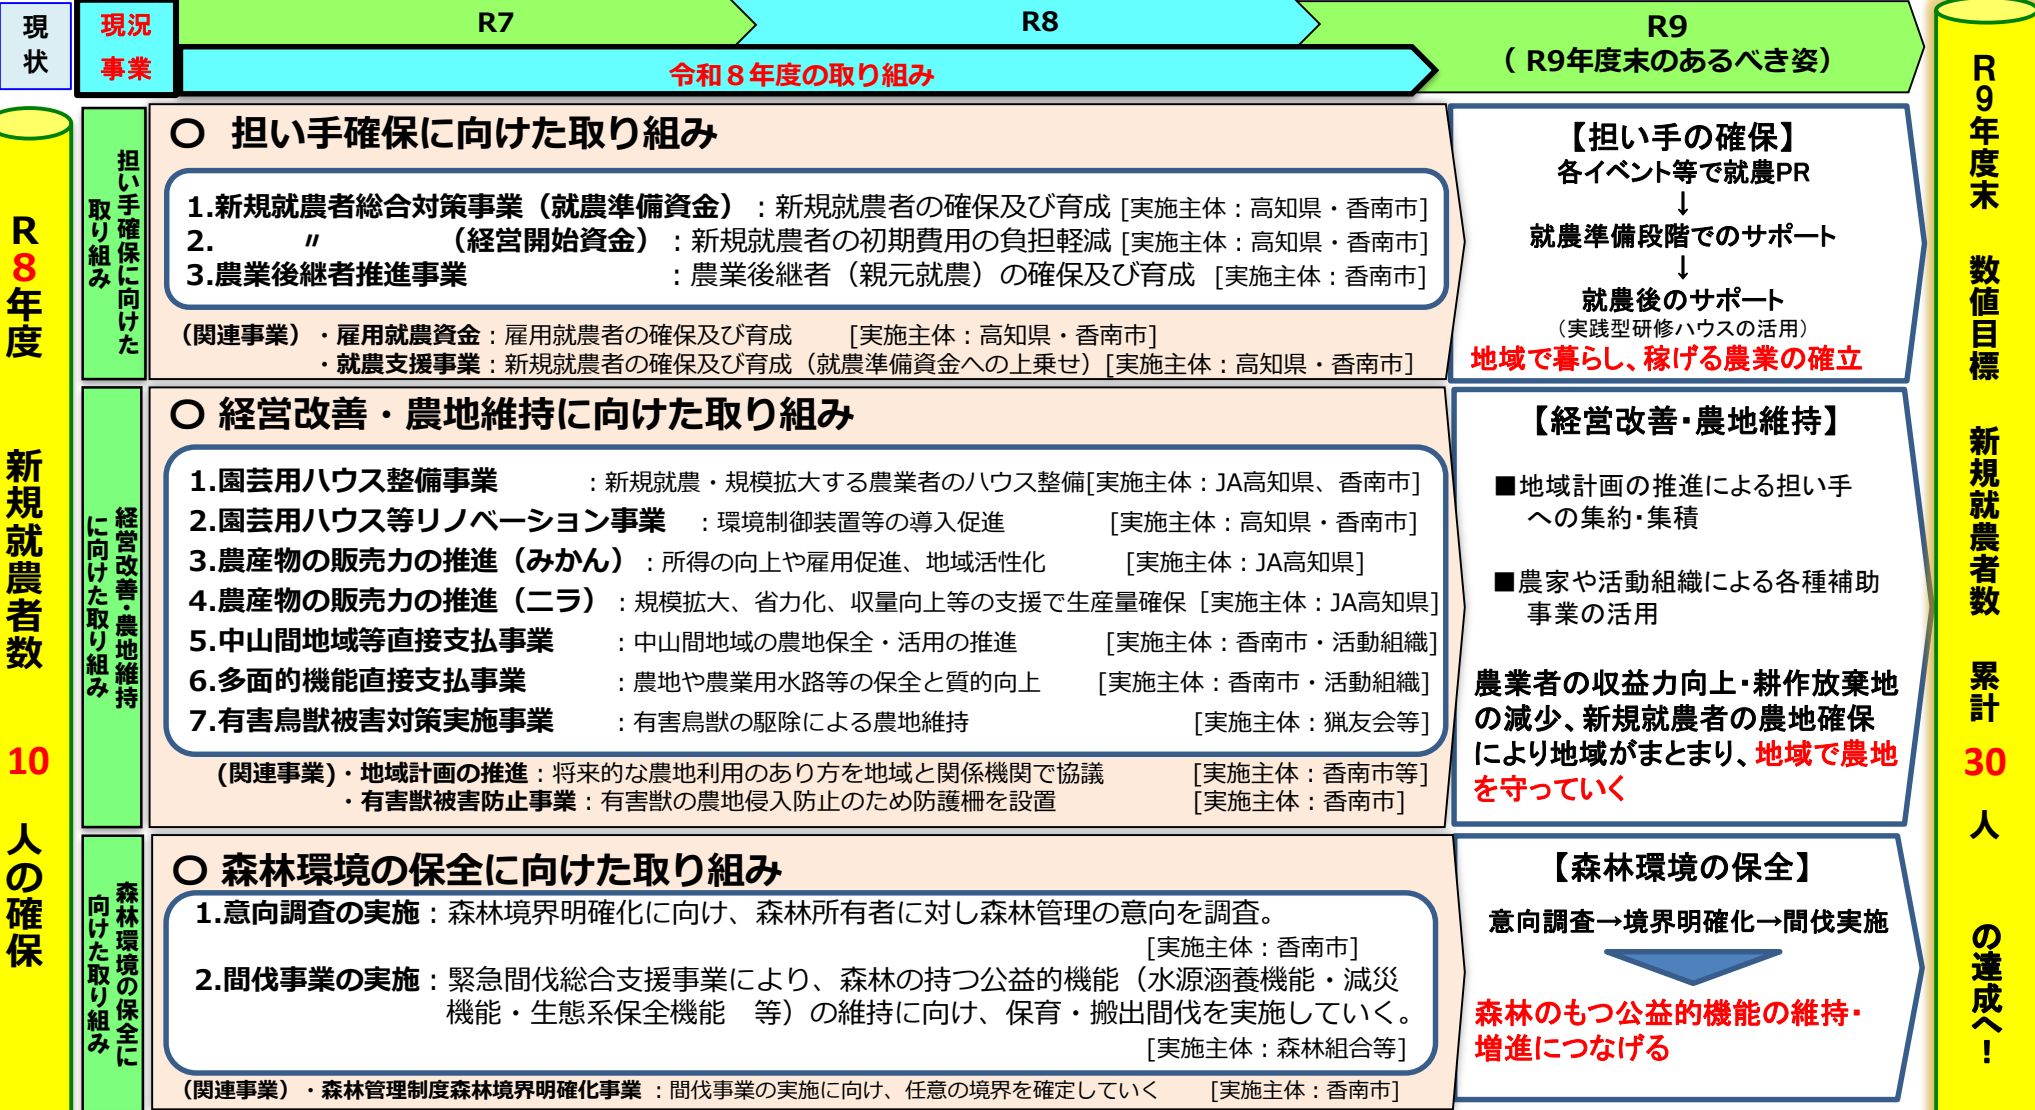 現状
現況事業
R7
R8
R9
（ R9年度末のあるべき姿）
令和８年度の取り組み
R8年度 新規就農者数 10 人の確保
担い手確保に向けた取り組み
〇 担い手確保に向けた取り組み
1.新規就農者総合対策事業（就農準備資金）：新規就農者の確保及び育成 [実施主体：高知県・香南市]
2. 〃 （経営開始資金）：新規就農者の初期費用の負担軽減 [実施主体：高知県・香南市]
3.農業後継者推進事業 ：農業後継者（親元就農）の確保及び育成 [実施主体：香南市]
（関連事業）・雇用就農資金：雇用就農者の確保及び育成 [実施主体：高知県・香南市]
・就農支援事業：新規就農者の確保及び育成（就農準備資金への上乗せ）[実施主体：高知県・香南市]
【担い手の確保】
各イベント等で就農PR
↓
就農準備段階でのサポート
↓
就農後のサポート
（実践型研修ハウスの活用）
地域で暮らし、稼げる農業の確立
経営改善・農地維持に向けた取り組み
〇 経営改善・農地維持に向けた取り組み
1.園芸用ハウス整備事業 ：新規就農・規模拡大する農業者のハウス整備[実施主体：JA高知県、香南市]
2.園芸用ハウス等リノベーション事業 ：環境制御装置等の導入促進 [実施主体：高知県・香南市]
3.農産物の販売力の推進（みかん）：所得の向上や雇用促進、地域活性化 [実施主体：JA高知県]
４.農産物の販売力の推進（ニラ）：規模拡大、省力化、収量向上等の支援で生産量確保 [実施主体：JA高知県]
5.中山間地域等直接支払事業 ：中山間地域の農地保全・活用の推進 [実施主体：香南市・活動組織]
6.多面的機能直接支払事業 ：農地や農業用水路等の保全と質的向上 [実施主体：香南市・活動組織]
7.有害鳥獣被害対策実施事業 ：有害鳥獣の駆除による農地維持 [実施主体：猟友会等]
(関連事業)・地域計画の推進：将来的な農地利用のあり方を地域と関係機関で協議 [実施主体：香南市等]
・有害獣被害防止事業：有害獣の農地侵入防止のため防護柵を設置 [実施主体：香南市]
【経営改善・農地維持】
■地域計画の推進による担い手
への集約・集積
■農家や活動組織による各種補助
事業の活用
農業者の収益力向上・耕作放棄地
の減少、新規就農者の農地確保
により地域がまとまり、地域で農地
を守っていく
森林環境の保全に向けた取り組み
〇 森林環境の保全に向けた取り組み
1.意向調査の実施：森林境界明確化に向け、森林所有者に対し森林管理の意向を調査。
[実施主体：香南市]
2.間伐事業の実施：緊急間伐総合支援事業により、森林の持つ公益的機能（水源涵養機能・減災
機能・生態系保全機能　等）の維持に向け、保育・搬出間伐を実施していく。
[実施主体：森林組合等]
（関連事業）・森林管理制度森林境界明確化事業 ：間伐事業の実施に向け、任意の境界を確定していく [実施主体：香南市]
【森林環境の保全】
意向調査→境界明確化→間伐実施
森林のもつ公益的機能の維持・
増進につなげる
R9年度末 数値目標 新規就農者数 累計 30 人 の達成へ！